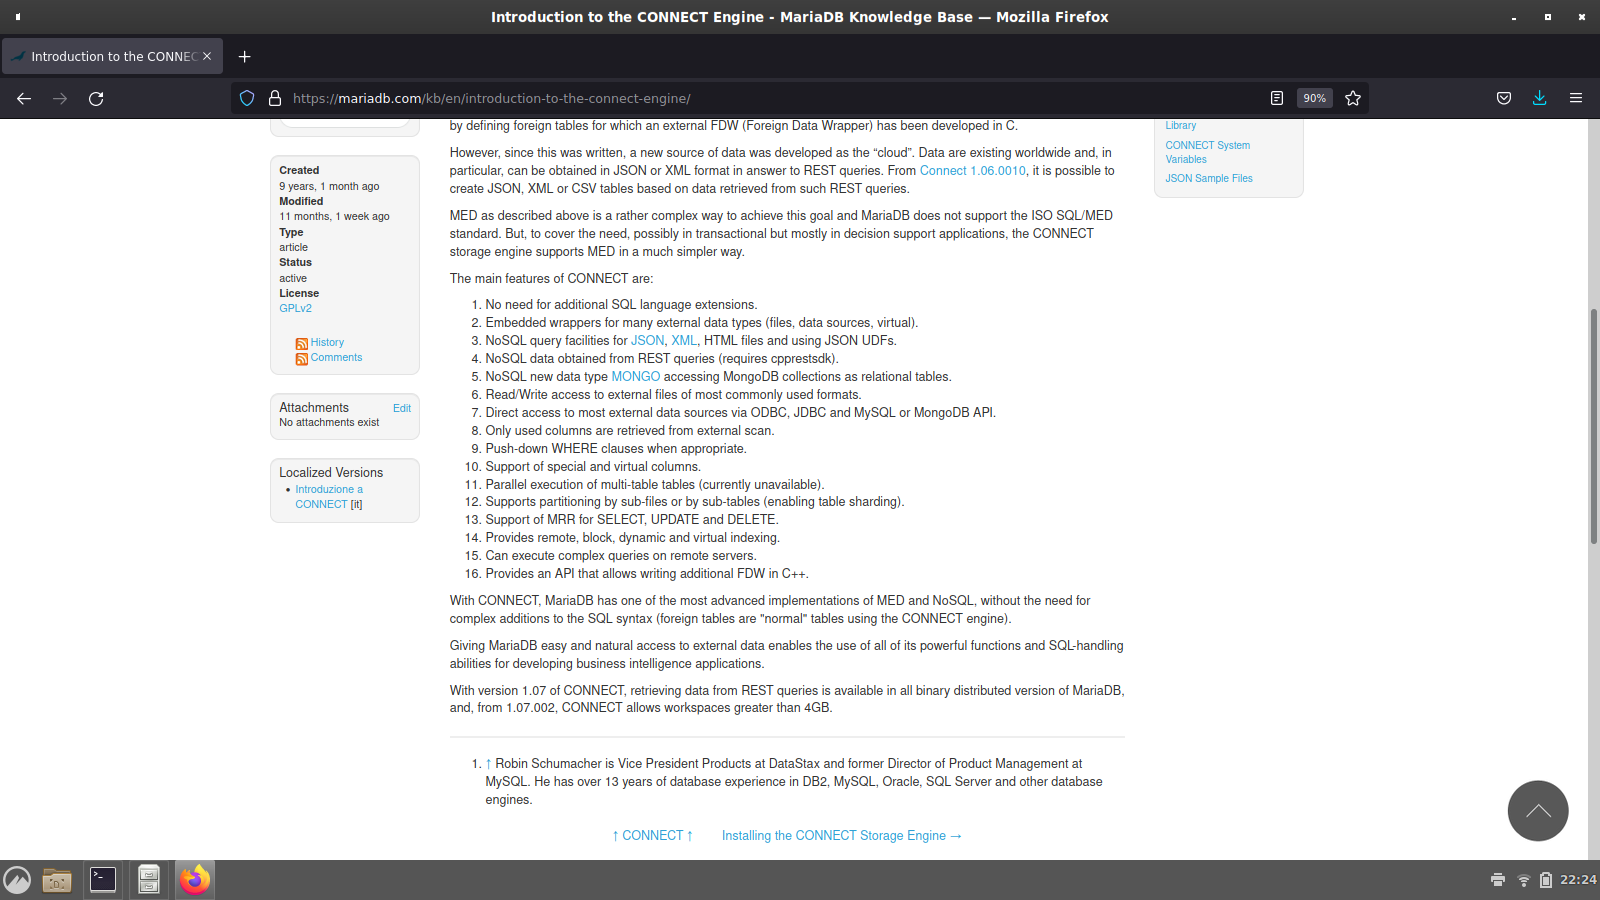 Introduction to the CONNECT Engine - MariaDB Knowledge Base — Mozilla Firefox
Introduction to the CONNEC
https://mariadb.com/kb/en/introduction-to-the-connect-engine/
90%
Created
9 years, 1 month ago
Modified
11 months, 1 week ago
Type
article
Status
active
License
GPLv2
History
Comments
Attachments
Edit
No attachments exist
Localized Versions
• Introduzione a
CONNECT [it]
by defining foreign tables for which an external FDW (Foreign Data Wrapper) has been developed in C.
However, since this was written, a new source of data was developed as the “cloud”. Data are existing worldwide and, in
particular, can be obtained in JSON or XML format in answer to REST queries. From Connect 1.06.0010, it is possible to
create JSON, XML or CSV tables based on data retrieved from such REST queries.
MED as described above is a rather complex way to achieve this goal and MariaDB does not support the ISO SQL/MED
standard. But, to cover the need, possibly in transactional but mostly in decision support applications, the CONNECT
storage engine supports MED in a much simpler way.
The main features of CONNECT are:
1. No need for additional SQL language extensions.
2. Embedded wrappers for many external data types (files, data sources, virtual).
3. NoSQL query facilities for JSON, XML, HTML files and using JSON UDFs.
4. NoSQL data obtained from REST queries (requires cpprestsdk).
5. NoSQL new data type MONGO accessing MongoDB collections as relational tables.
6. Read/Write access to external files of most commonly used formats.
7. Direct access to most external data sources via ODBC, JDBC and MySQL or MongoDB API.
8. Only used columns are retrieved from external scan.
9. Push-down WHERE clauses when appropriate.
10. Support of special and virtual columns.
11. Parallel execution of multi-table tables (currently unavailable).
12. Supports partitioning by sub-files or by sub-tables (enabling table sharding).
13. Support of MRR for SELECT, UPDATE and DELETE.
14. Provides remote, block, dynamic and virtual indexing.
15. Can execute complex queries on remote servers.
16. Provides an API that allows writing additional FDW in C++.
With CONNECT, MariaDB has one of the most advanced implementations of MED and NoSQL, without the need for
complex additions to the SQL syntax (foreign tables are "normal" tables using the CONNECT engine).
Giving MariaDB easy and natural access to external data enables the use of all of its powerful functions and SQL-handling
abilities for developing business intelligence applications.
With version 1.07 of CONNECT, retrieving data from REST queries is available in all binary distributed version of MariaDB,
and, from 1.07.002, CONNECT allows workspaces greater than 4GB.
1. ↑ Robin Schumacher is Vice President Products at DataStax and former Director of Product Management at
MySQL. He has over 13 years of database experience in DB2, MySQL, Oracle, SQL Server and other database
engines.
↑ CONNECT ↑
Installing the CONNECT Storage Engine →
Library
CONNECT System
Variables
JSON Sample Files
22:24